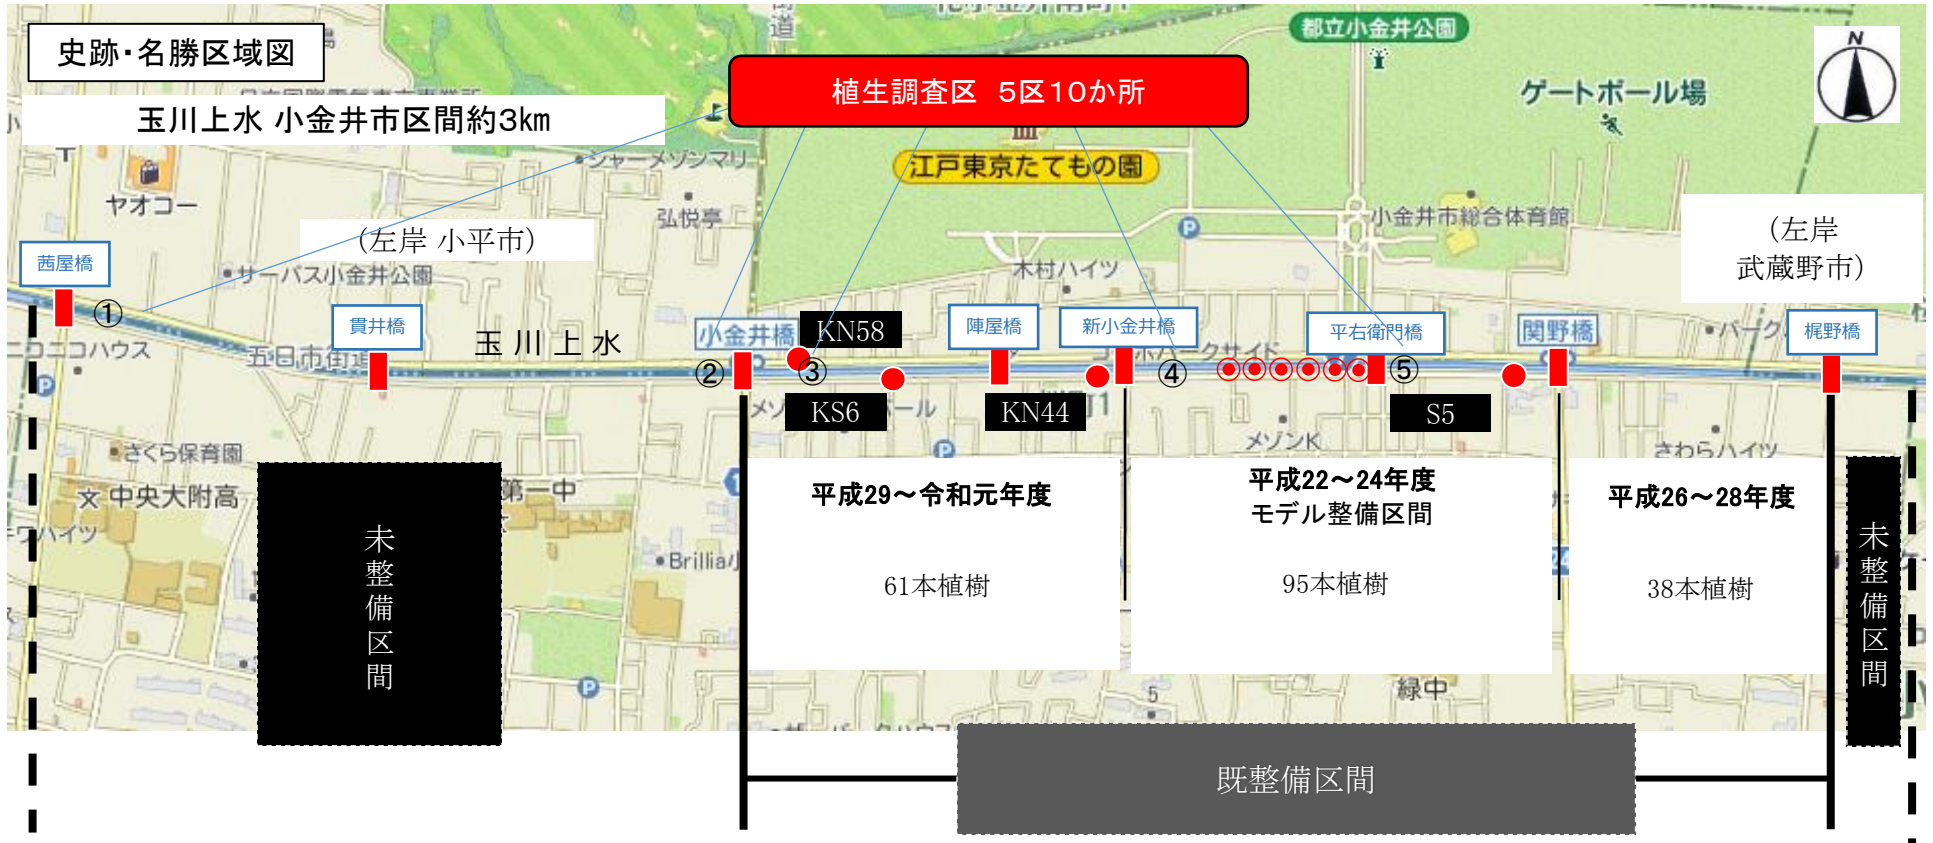 史跡・名勝区域図
玉川上水 小金井市区間約3km
植生調査区 5区10か所
都立小金井公園
N
ゲートボール場
江戸東京たてもの園
シャーメゾンマリ
ヤオコー
弘悦亭
小金井市総合体育館
(左岸 小平市)
(左岸
武蔵野市)
茜屋橋
サーパス小金井公園
木村ハイツ
①
貫井橋
玉川上水
小金井橋
KN58
陣屋橋
新小金井橋
平右衛門橋
関野橋
梶野橋
ニコニコハウス
五日市街道
②
③
④
⑤
KS6
KN44
S5
メゾンK
さくら保育園
さわらハイツ
文 中央大附高
第一中
Brillia
平成29～令和元年度
61本植樹
平成22～24年度
モデル整備区間
95本植樹
平成26～28年度
38本植樹
未整備区間
未整備区間
緑中
5
既整備区間